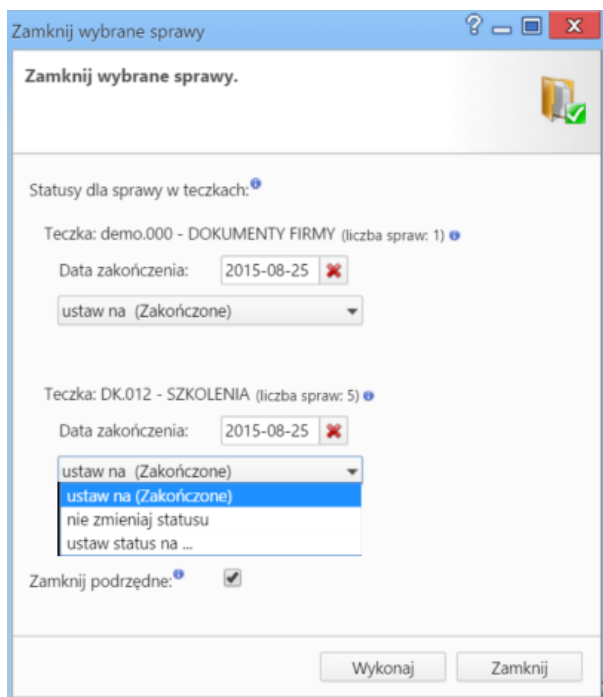 Zamknij wybrane sprawy
Zamknij wybrane sprawy.
Statusy dla sprawy w teczkach:
Teczka: demo.000 - DOKUMENTY FIRMY (liczba spraw: 1)
Data zakończenia: 2015-08-25
ustaw na (Zakończone)
Teczka: DK.012 - SZKOLENIA (liczba spraw: 5)
Data zakończenia: 2015-08-25
ustaw na (Zakończone)
ustaw na (Zakończone)
nie zmieniaj statusu
ustaw status na ...
Zamknij podrzędne:
Wykonaj Zamknij